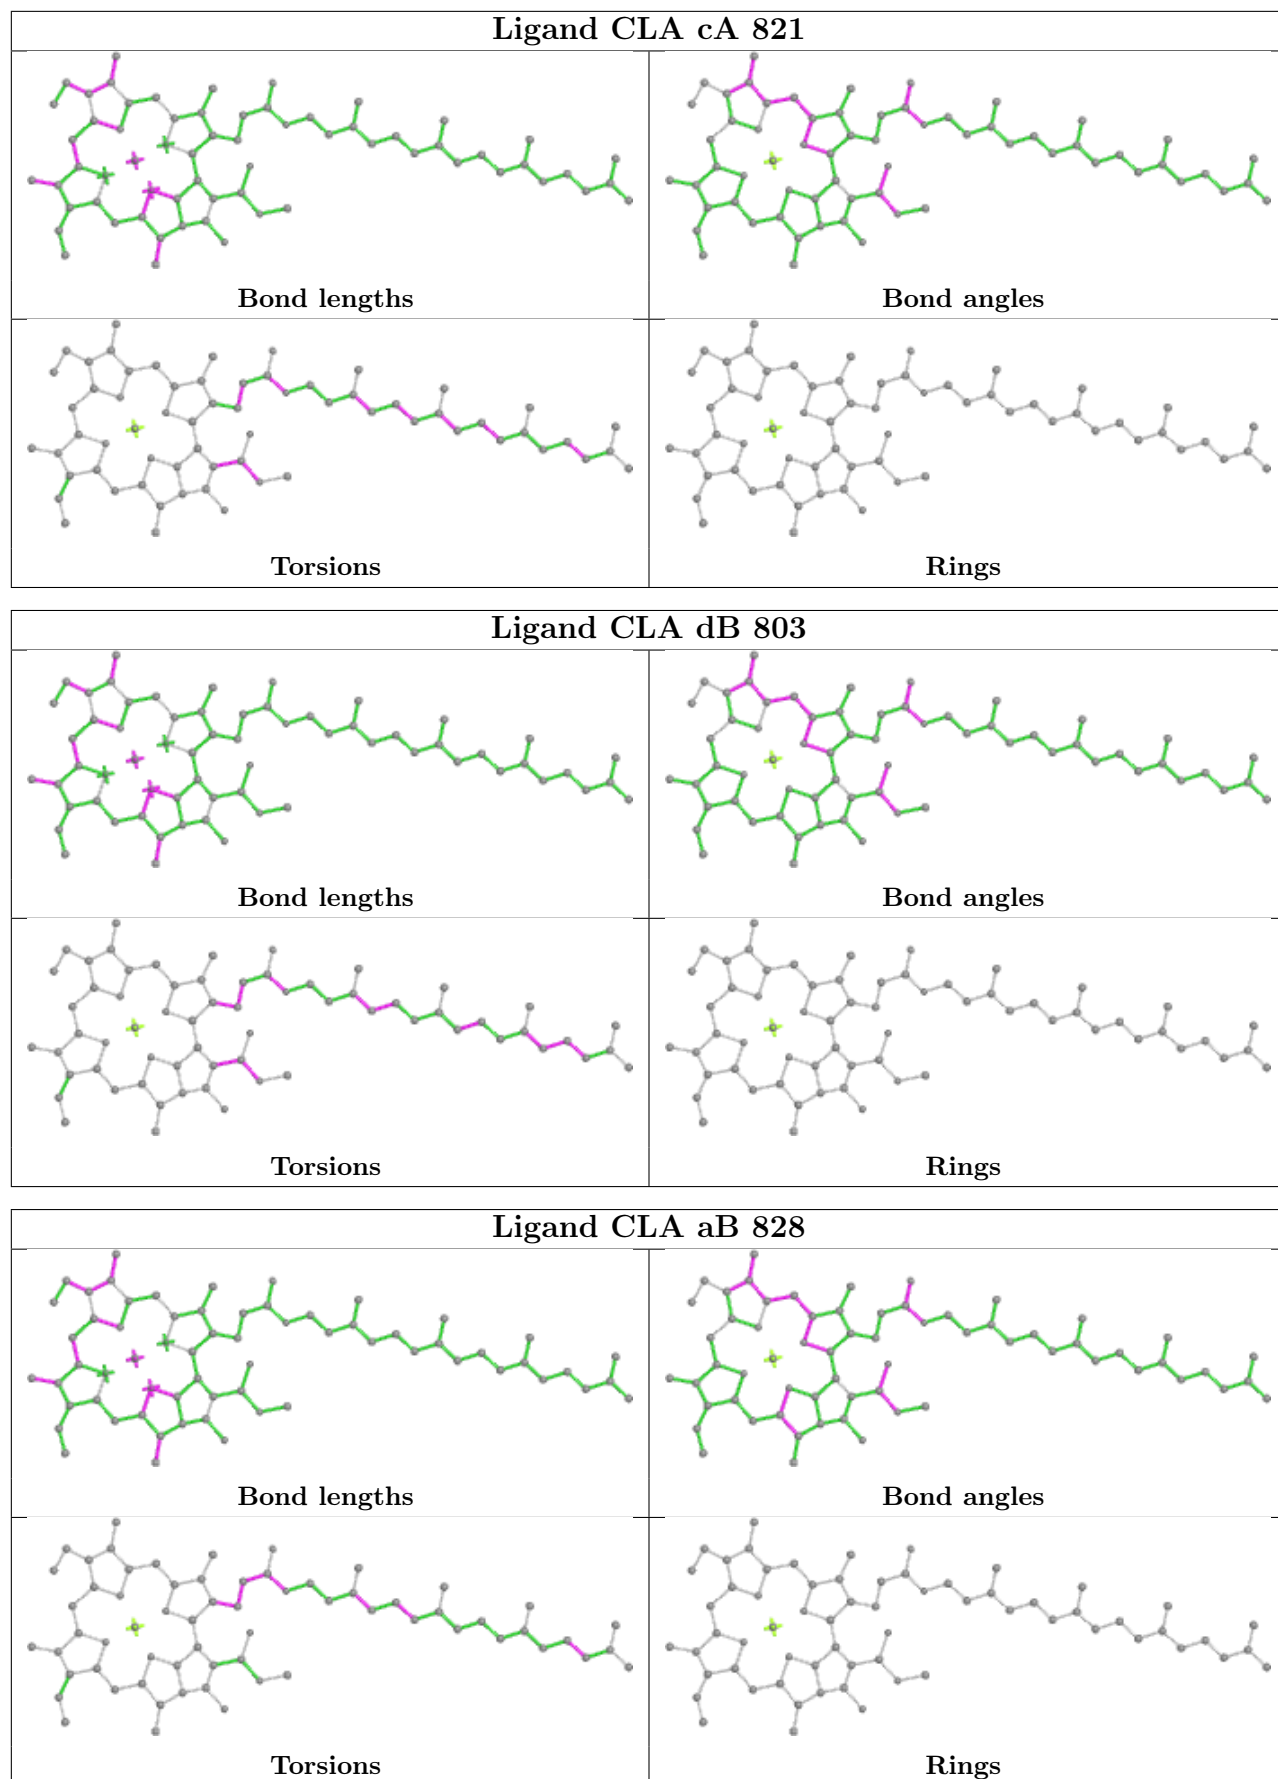 Ligand CLA cA 821
Bond lengths
Bond angles
Torsions
Rings
Ligand CLA dB 803
Bond lengths
Bond angles
Torsions
Rings
Ligand CLA aB 828
Bond lengths
Bond angles
Torsions
Rings